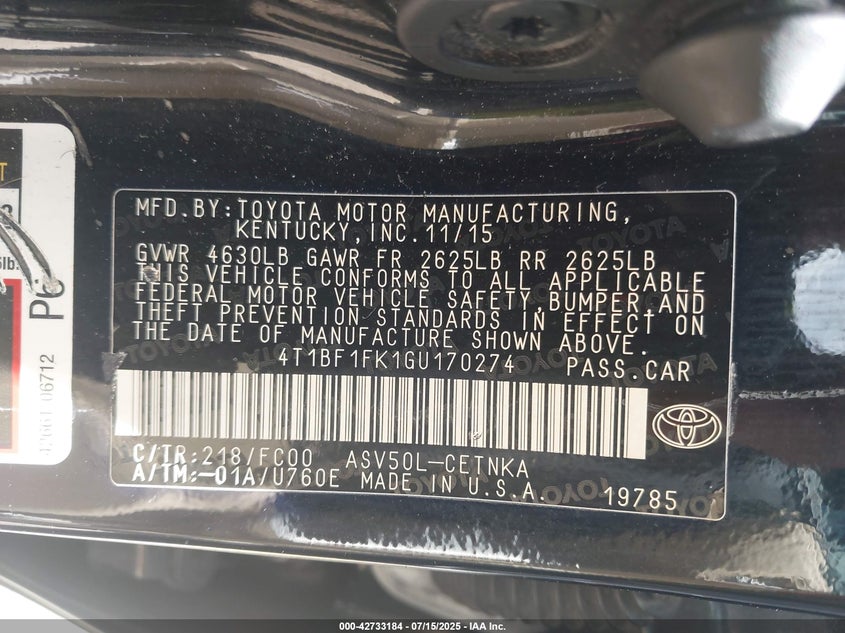 MFD.BY:TOYOTA MOTOR MANUFACTURING,
KENTUCKY,INC.11/15
GVWR 4630LB GAWR FR 2625LB RR 2625LB
THIS VEHICLE CONFORMS TO ALL APPLICABLE
FEDERAL MOTOR VEHICLE SAFETY,BUMPER,AND
THEFT PREVENTION STANDARDS IN EFFECT ON
THE DATE OF MANUFACTURE SHOWN ABOVE.
4T1BF1FK1GU170274 PASS.CAR
C/TR:218/FC00 ASV50L-CETNKA
A/TM:-01A/U760E MADE IN U.S.A. 19785
TOYOTA
42661 06712
000-42733184 - 07/15/2025 - IAA Inc.